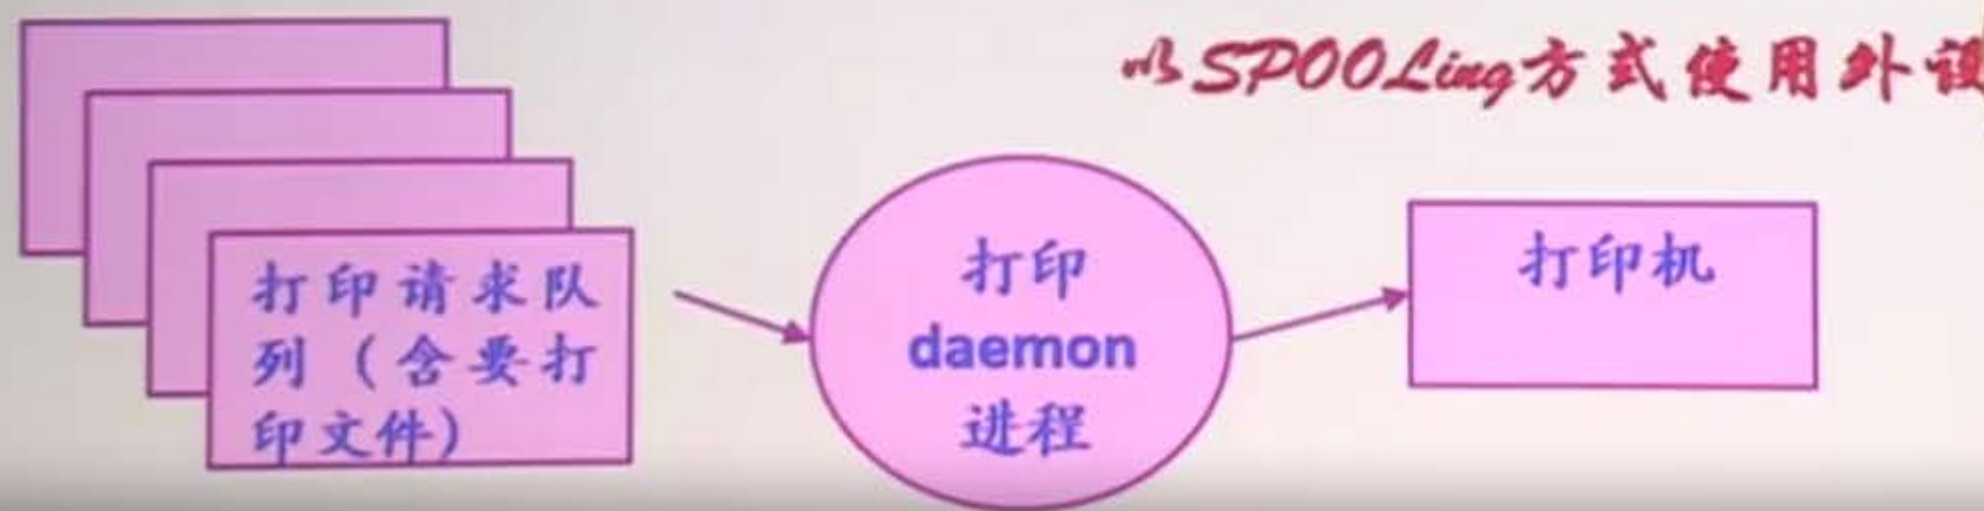 以SPOOLing方式使用外设
打印请求队
列（含要打
印文件）
打印
daemon
进程
打印机